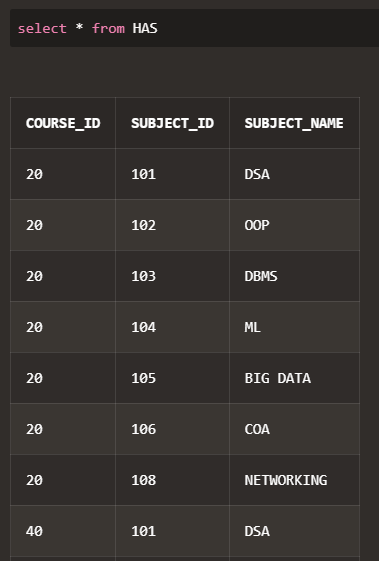 select * from HAS
COURSE_ID SUBJECT_ID SUBJECT_NAME
20 101 DSA
20 102 OOP
20 103 DBMS
20 104 ML
20 105 BIG DATA
20 106 COA
20 108 NETWORKING
40 101 DSA